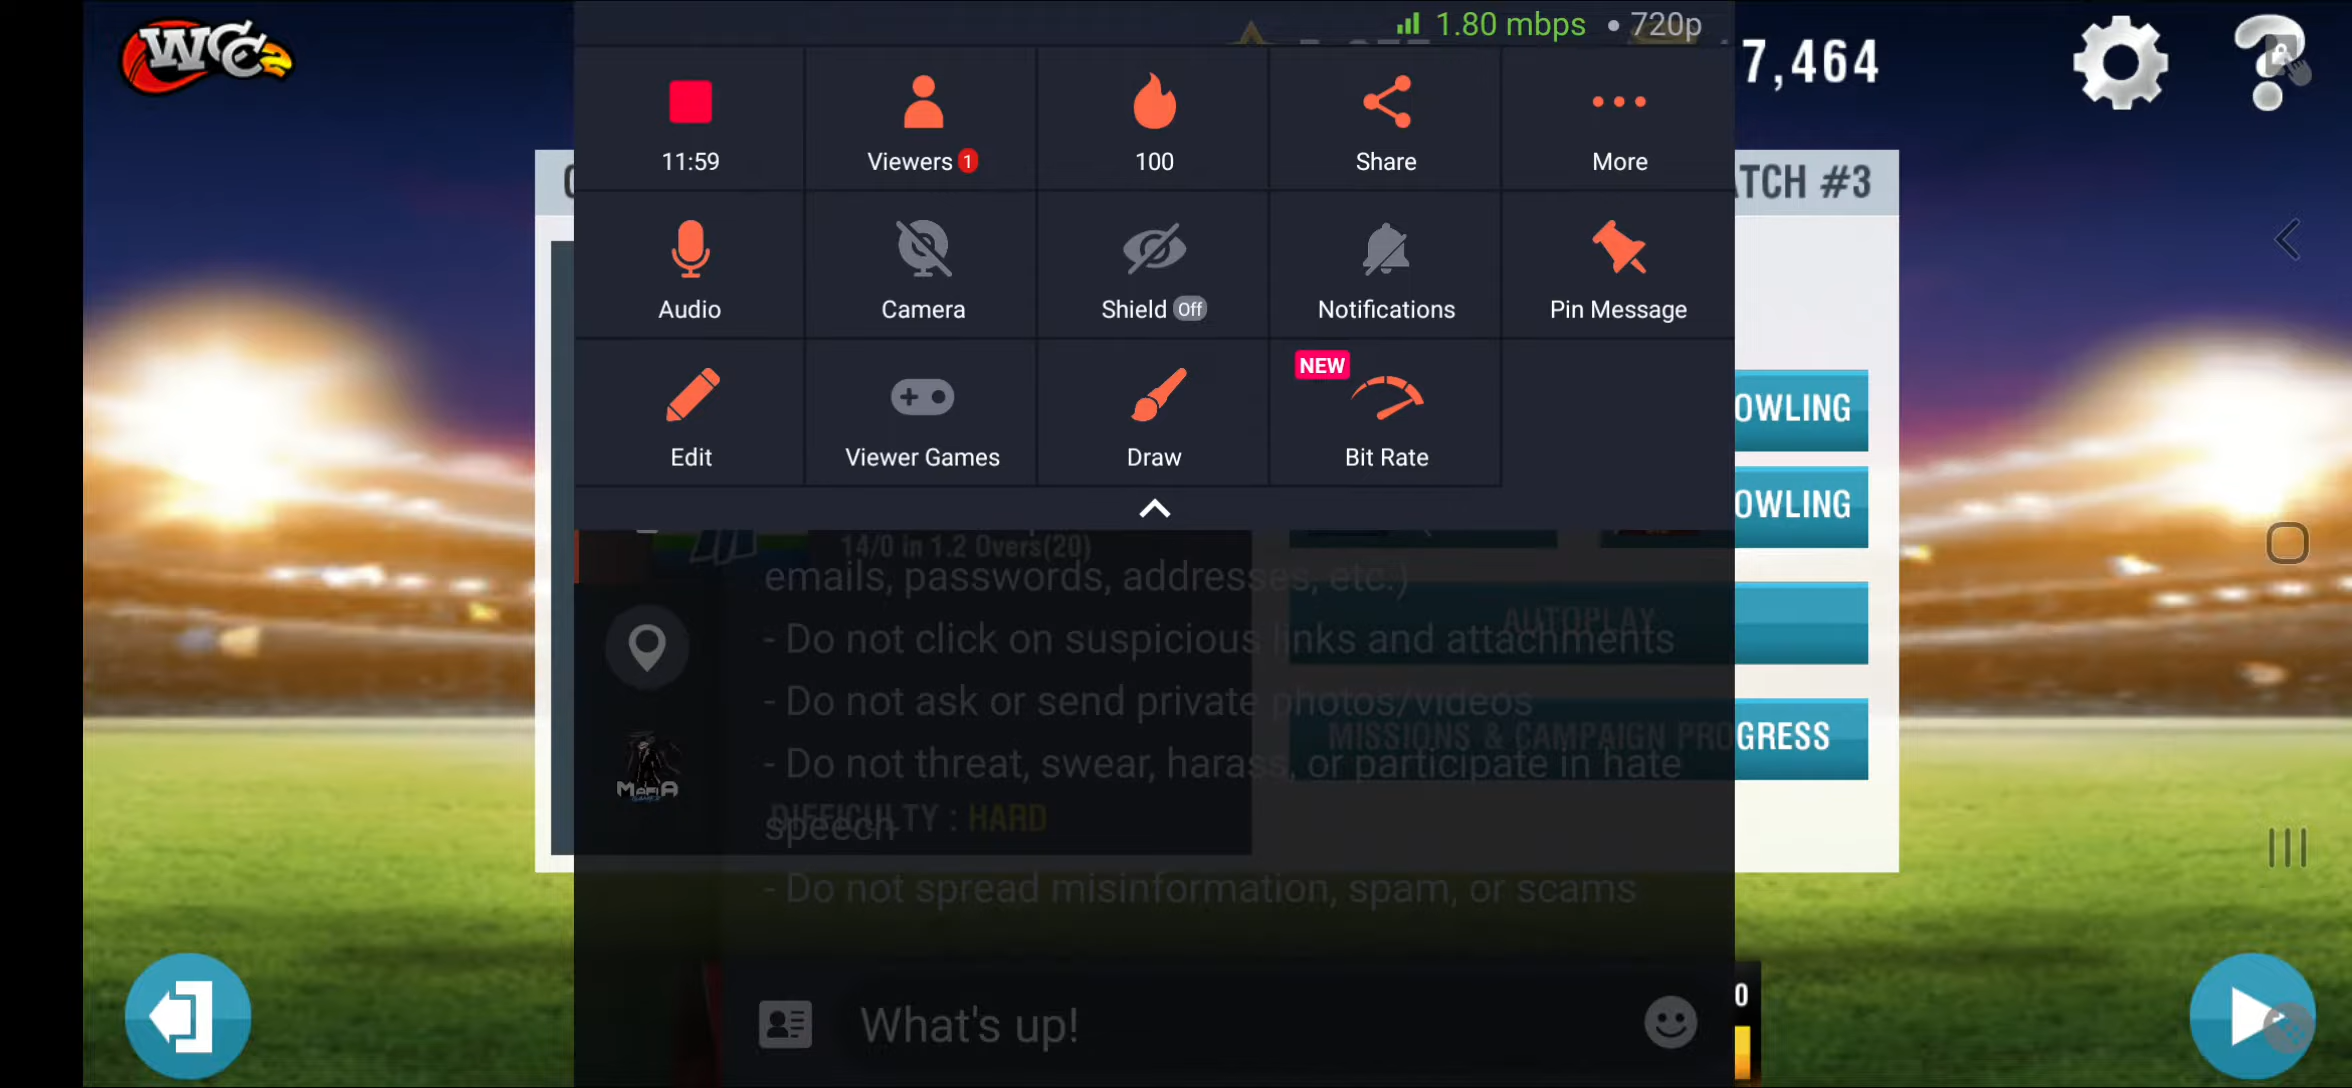 WCC2
1.80 mbps • 720p
7,464
11:59
Viewers 1
100
Share
More
TCH #3
Audio
Camera
Shield Off
Notifications
Pin Message
NEW
Edit
Viewer Games
Draw
Bit Rate
OWLING
OWLING
14/0 in 1.2 Overs(20)
emails, passwords, addresses, etc.)
AUTOPLAY
- Do not click on suspicious links and attachments
- Do not ask or send private photos/videos
MISSIONS & CAMPAIGN PROGRESS
- Do not threat, swear, harass, or participate in hate
speech
MAFIA
DIFFICULTY : HARD
- Do not spread misinformation, spam, or scams
0
What's up!